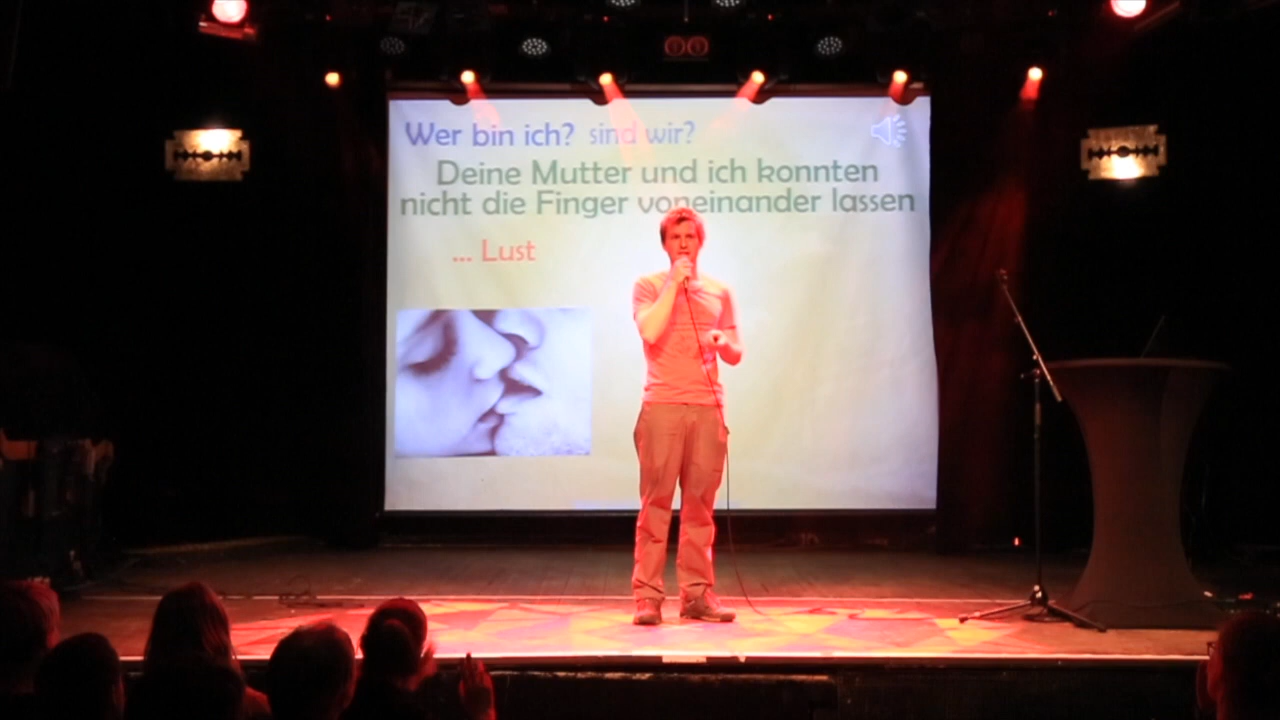 Wer bin ich? sind wir?
Deine Mutter und ich konnten
nicht die Finger voneinander lassen
... Lust